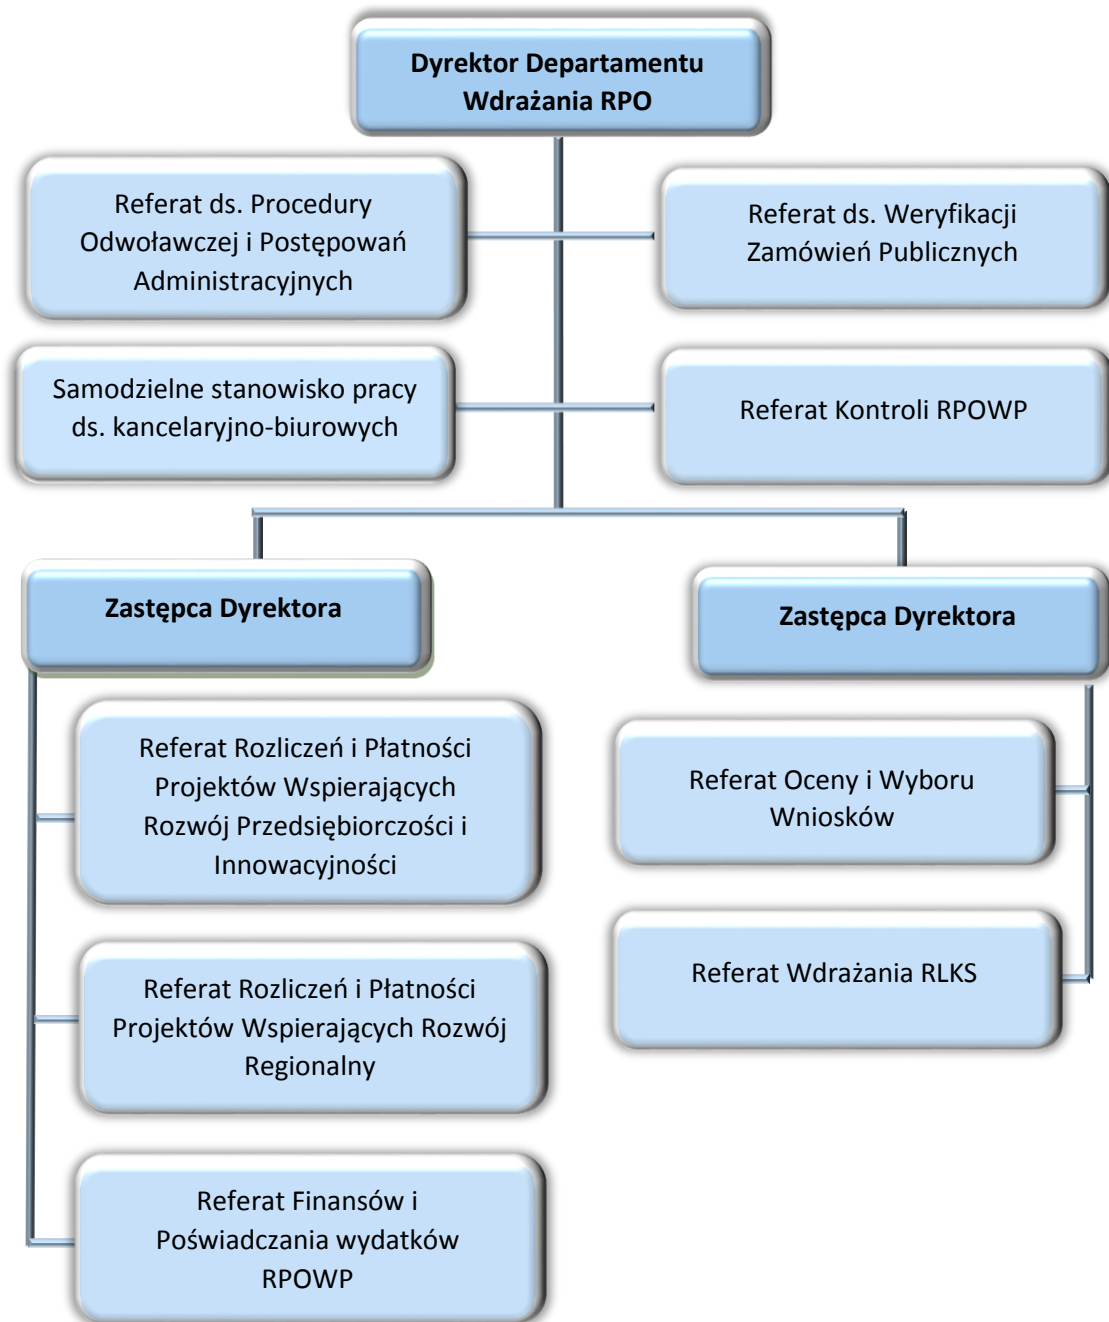 Dyrektor Departamentu
Wdrażania RPO
Referat ds. Procedury
Odwoławczej i Postępowań
Administracyjnych
Referat ds. Weryfikacji
Zamówień Publicznych
Samodzielne stanowisko pracy
ds. kancelaryjno-biurowych
Referat Kontroli RPOWP
Zastępca Dyrektora
Zastępca Dyrektora
Referat Rozliczeń i Płatności
Projektów Wspierających
Rozwój Przedsiębiorczości i
Innowacyjności
Referat Oceny i Wyboru
Wniosków
Referat Rozliczeń i Płatności
Projektów Wspierających Rozwój
Regionalny
Referat Wdrażania RLKS
Referat Finansów i
Poświadczania wydatków
RPOWP